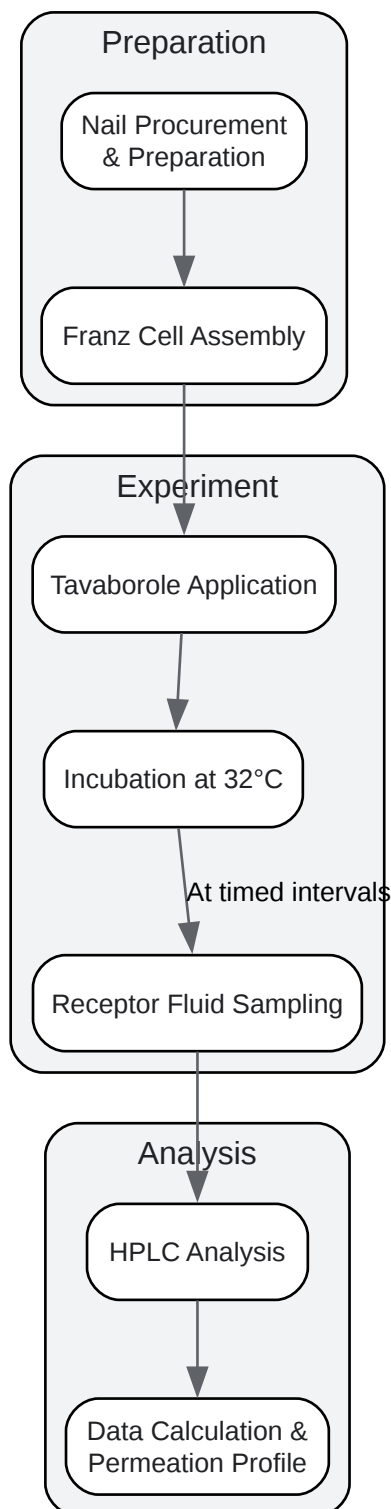 Preparation
Nail Procurement
& Preparation
Franz Cell Assembly
Experiment
Tavaborole Application
Incubation at 32°C
At timed intervals
Receptor Fluid Sampling
Analysis
HPLC Analysis
Data Calculation &
Permeation Profile